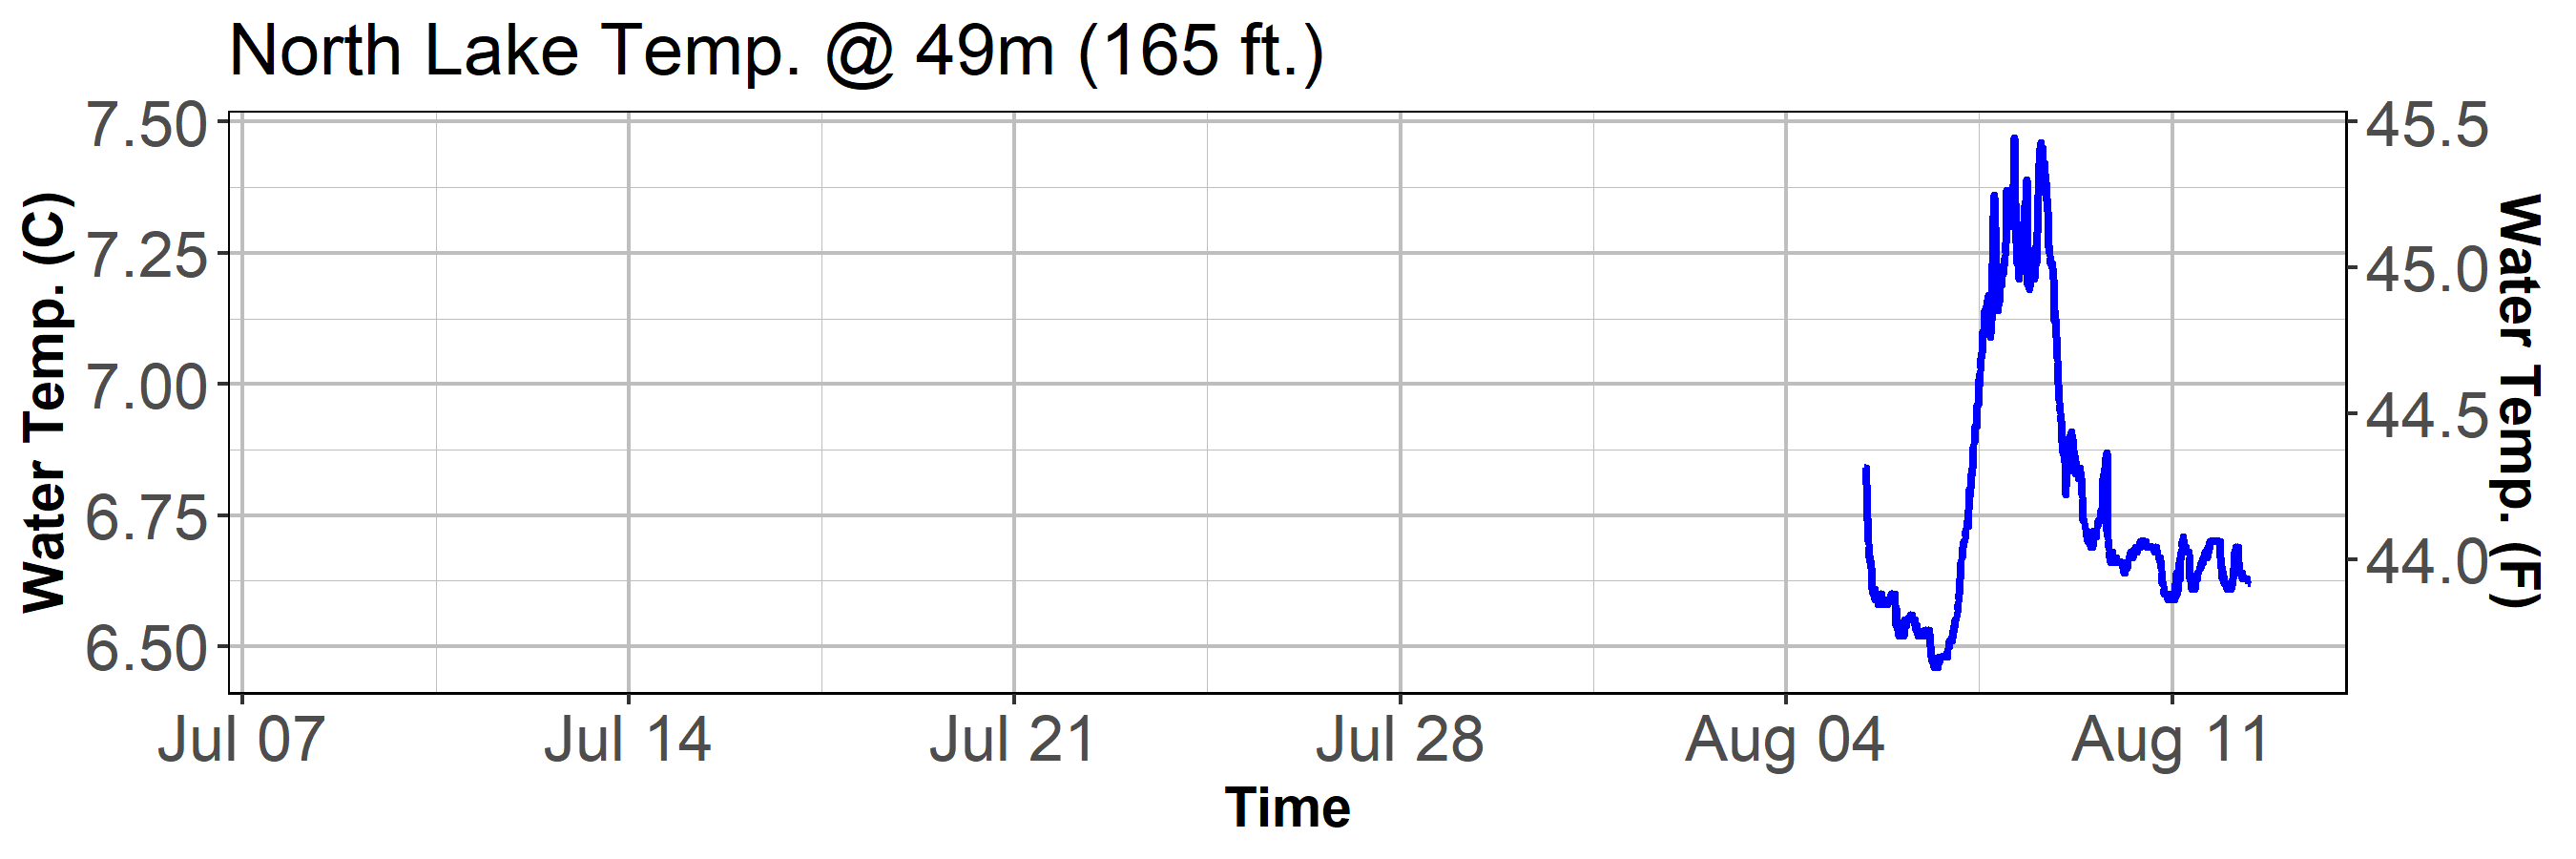 North Lake Temp. @ 49m (165 ft.)
Water Temp. (C)
7.50
7.25
7.00
6.75
6.50
45.5
45.0
44.5
44.0
Water Temp. (F)
Jul 07 Jul 14 Jul 21 Jul 28 Aug 04 Aug 11
Time